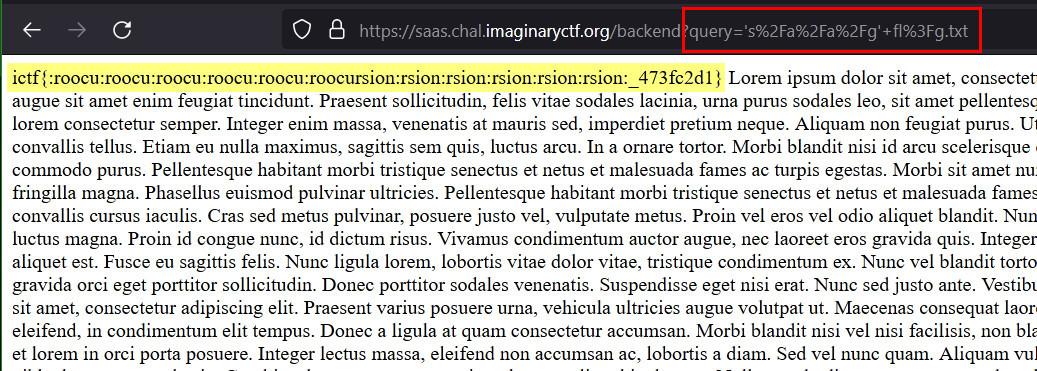 https://saas.chal.imaginaryctf.org/backend?query='s%2Fa%2Fa%2Fg'+fl%3Fg.txt
ictf{:roocu:roocu:roocu:roocu:roocu:roocursion:rsion:rsion:rsion:rsion:rsion:_473fc2d1} Lorem ipsum dolor sit amet, consectet
augue sit amet enim feugiat tincidunt. Praesent sollicitudin, felis vitae sodales lacinia, urna purus sodales leo, sit amet pellentesq
lorem consectetur semper. Integer enim massa, venenatis at mauris sed, imperdiet pretium neque. Aliquam non feugiat purus. Ut
convallis tellus. Etiam eu nulla maximus, sagittis sem quis, luctus arcu. In a ornare tortor. Morbi blandit nisi id arcu scelerisque
commodo purus. Pellentesque habitant morbi tristique senectus et netus et malesuada fames ac turpis egestas. Morbi sit amet nu
fringilla magna. Phasellus euismod pulvinar ultricies. Pellentesque habitant morbi tristique senectus et netus et malesuada fames
convallis cursus iaculis. Cras sed metus pulvinar, posuere justo vel, vulputate metus. Proin vel eros vel odio aliquet blandit. Nun
luctus magna. Proin id congue nunc, id dictum risus. Vivamus condimentum auctor augue, nec laoreet eros gravida quis. Integer
aliquet est. Fusce eu sagittis felis. Nunc ligula lorem, lobortis vitae dolor vitae, tristique condimentum ex. Nunc vel blandit torto
gravida orci eget porttitor sollicitudin. Donec porttitor sodales venenatis. Suspendisse eget nisi erat. Nunc sed justo ante. Vestibu
sit amet, consectetur adipiscing elit. Praesent varius posuere urna, vehicula ultricies augue volutpat ut. Maecenas consequat laore
eleifend, in condimentum elit tempus. Donec a ligula at quam consectetur accumsan. Morbi blandit nisi vel nisi facilisis, non bla
et lorem in orci porta posuere. Integer lectus massa, eleifend non accumsan ac, lobortis a diam. Sed vel nunc quam. Aliquam vu